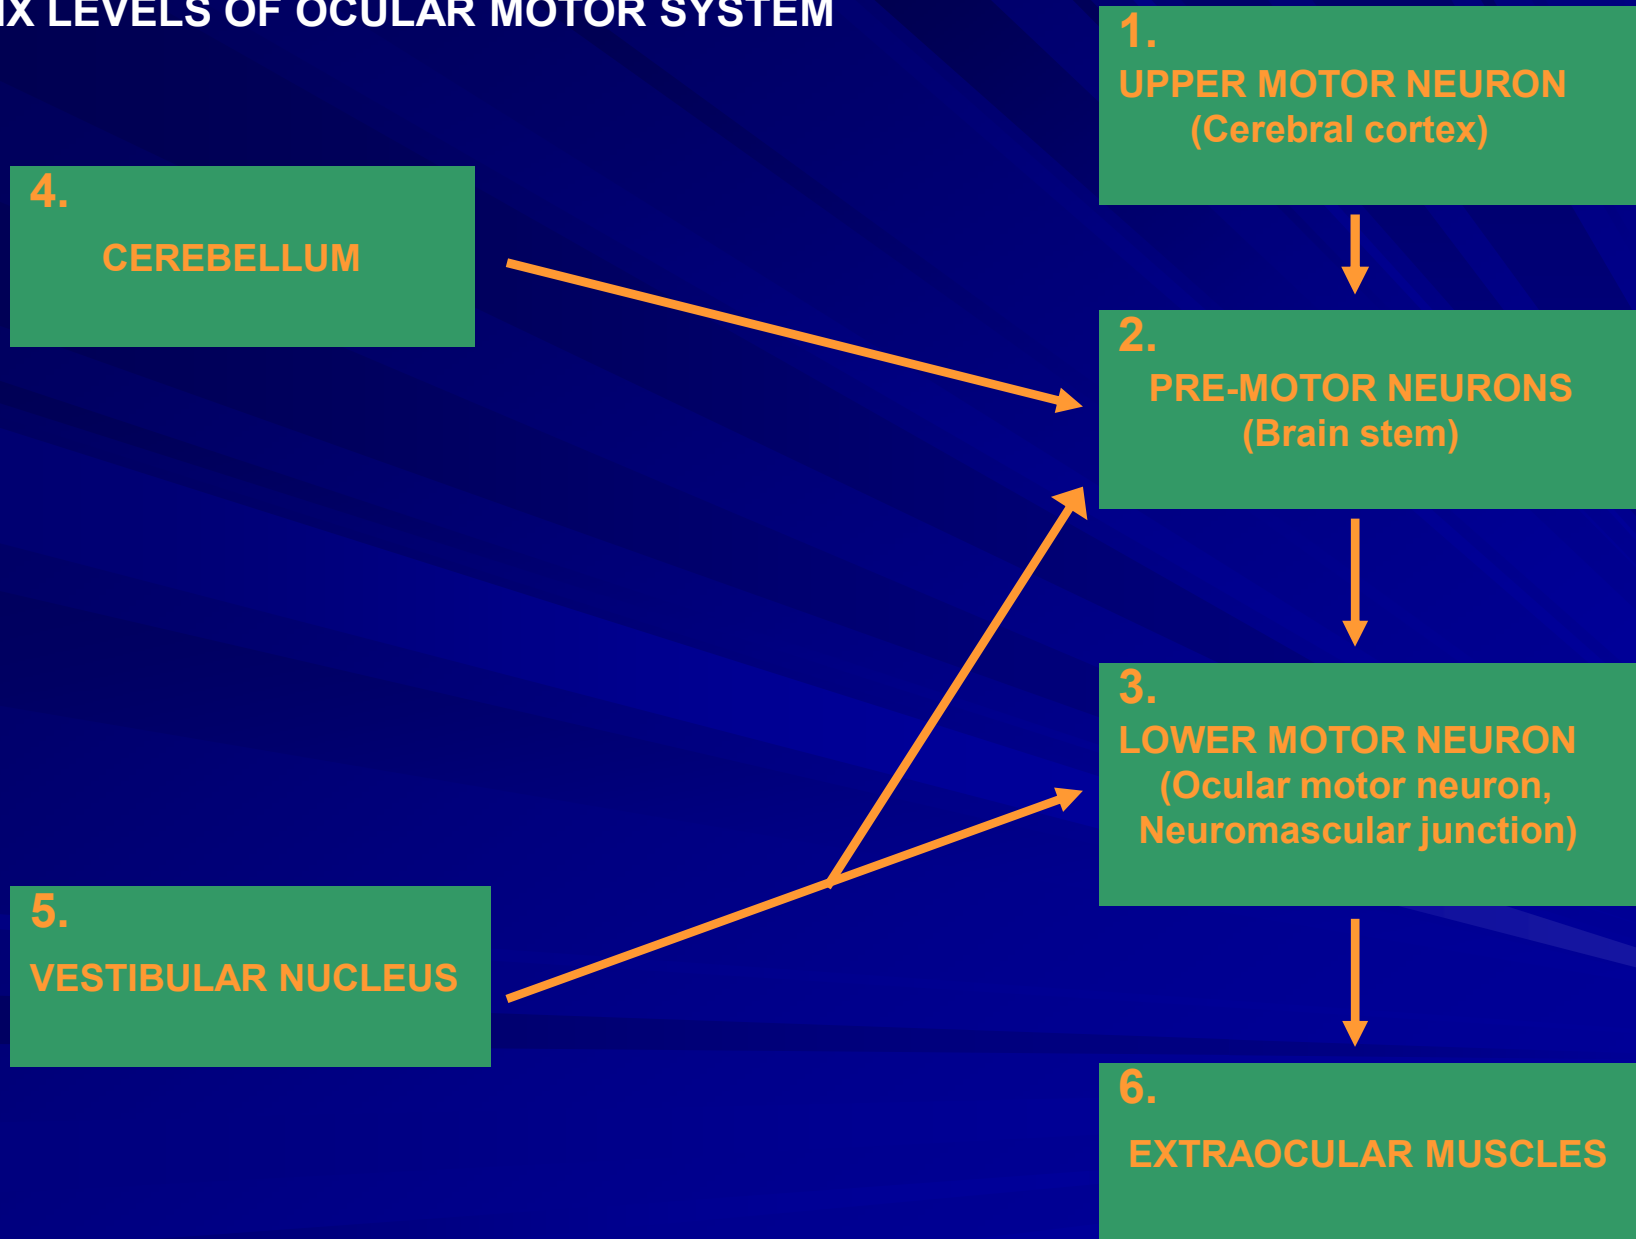 IX LEVELS OF OCULAR MOTOR SYSTEM
1.
UPPER MOTOR NEURON
(Cerebral cortex)
4.
CEREBELLUM
2.
PRE-MOTOR NEURONS
(Brain stem)
3.
LOWER MOTOR NEURON
(Ocular motor neuron,
Neuromascular junction)
5.
VESTIBULAR NUCLEUS
6.
EXTRAOCULAR MUSCLES